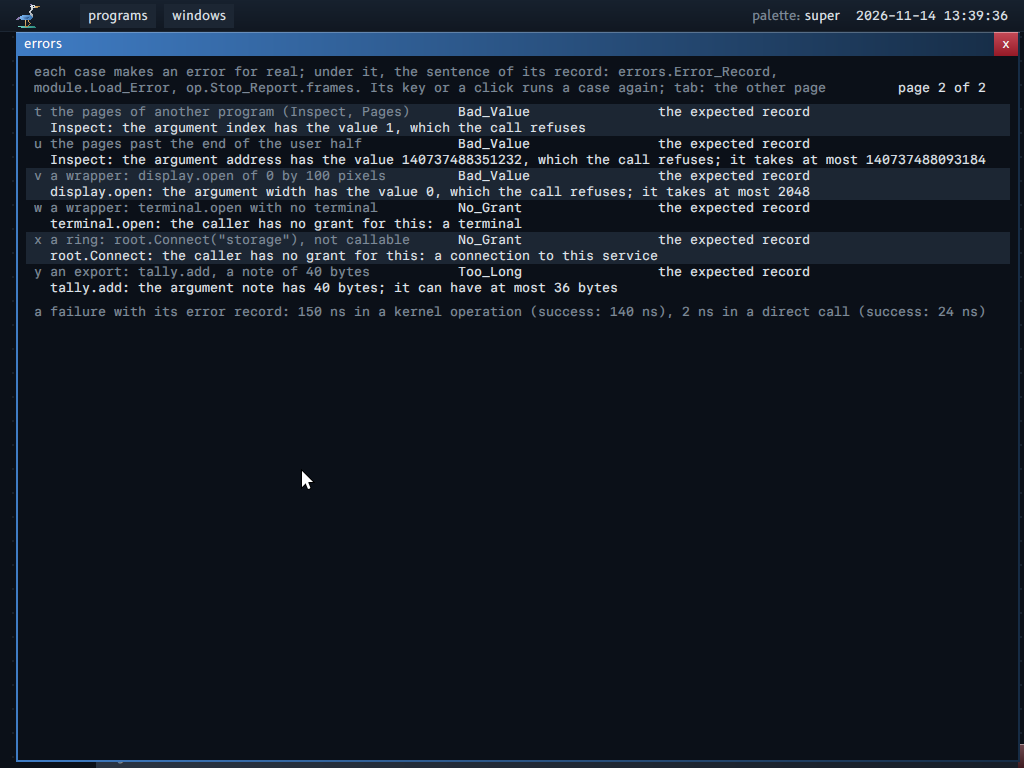 programs windows palette: super 2026-11-14 13:39:36
errors x
each case makes an error for real; under it, the sentence of its record: errors.Error_Record,
module.Load_Error, op.Stop_Report.frames. Its key or a click runs a case again; tab: the other page page 2 of 2
t the pages of another program (Inspect, Pages) Bad_Value the expected record
Inspect: the argument index has the value 1, which the call refuses
u the pages past the end of the user half Bad_Value the expected record
Inspect: the argument address has the value 140737488351232, which the call refuses; it takes at most 140737488093184
v a wrapper: display.open of 0 by 100 pixels Bad_Value the expected record
display.open: the argument width has the value 0, which the call refuses; it takes at most 2048
w a wrapper: terminal.open with no terminal No_Grant the expected record
terminal.open: the caller has no grant for this: a terminal
x a ring: root.Connect("storage"), not callable No_Grant the expected record
root.Connect: the caller has no grant for this: a connection to this service
y an export: tally.add, a note of 40 bytes Too_Long the expected record
tally.add: the argument note has 40 bytes; it can have at most 36 bytes
a failure with its error record: 150 ns in a kernel operation (success: 140 ns), 2 ns in a direct call (success: 24 ns)